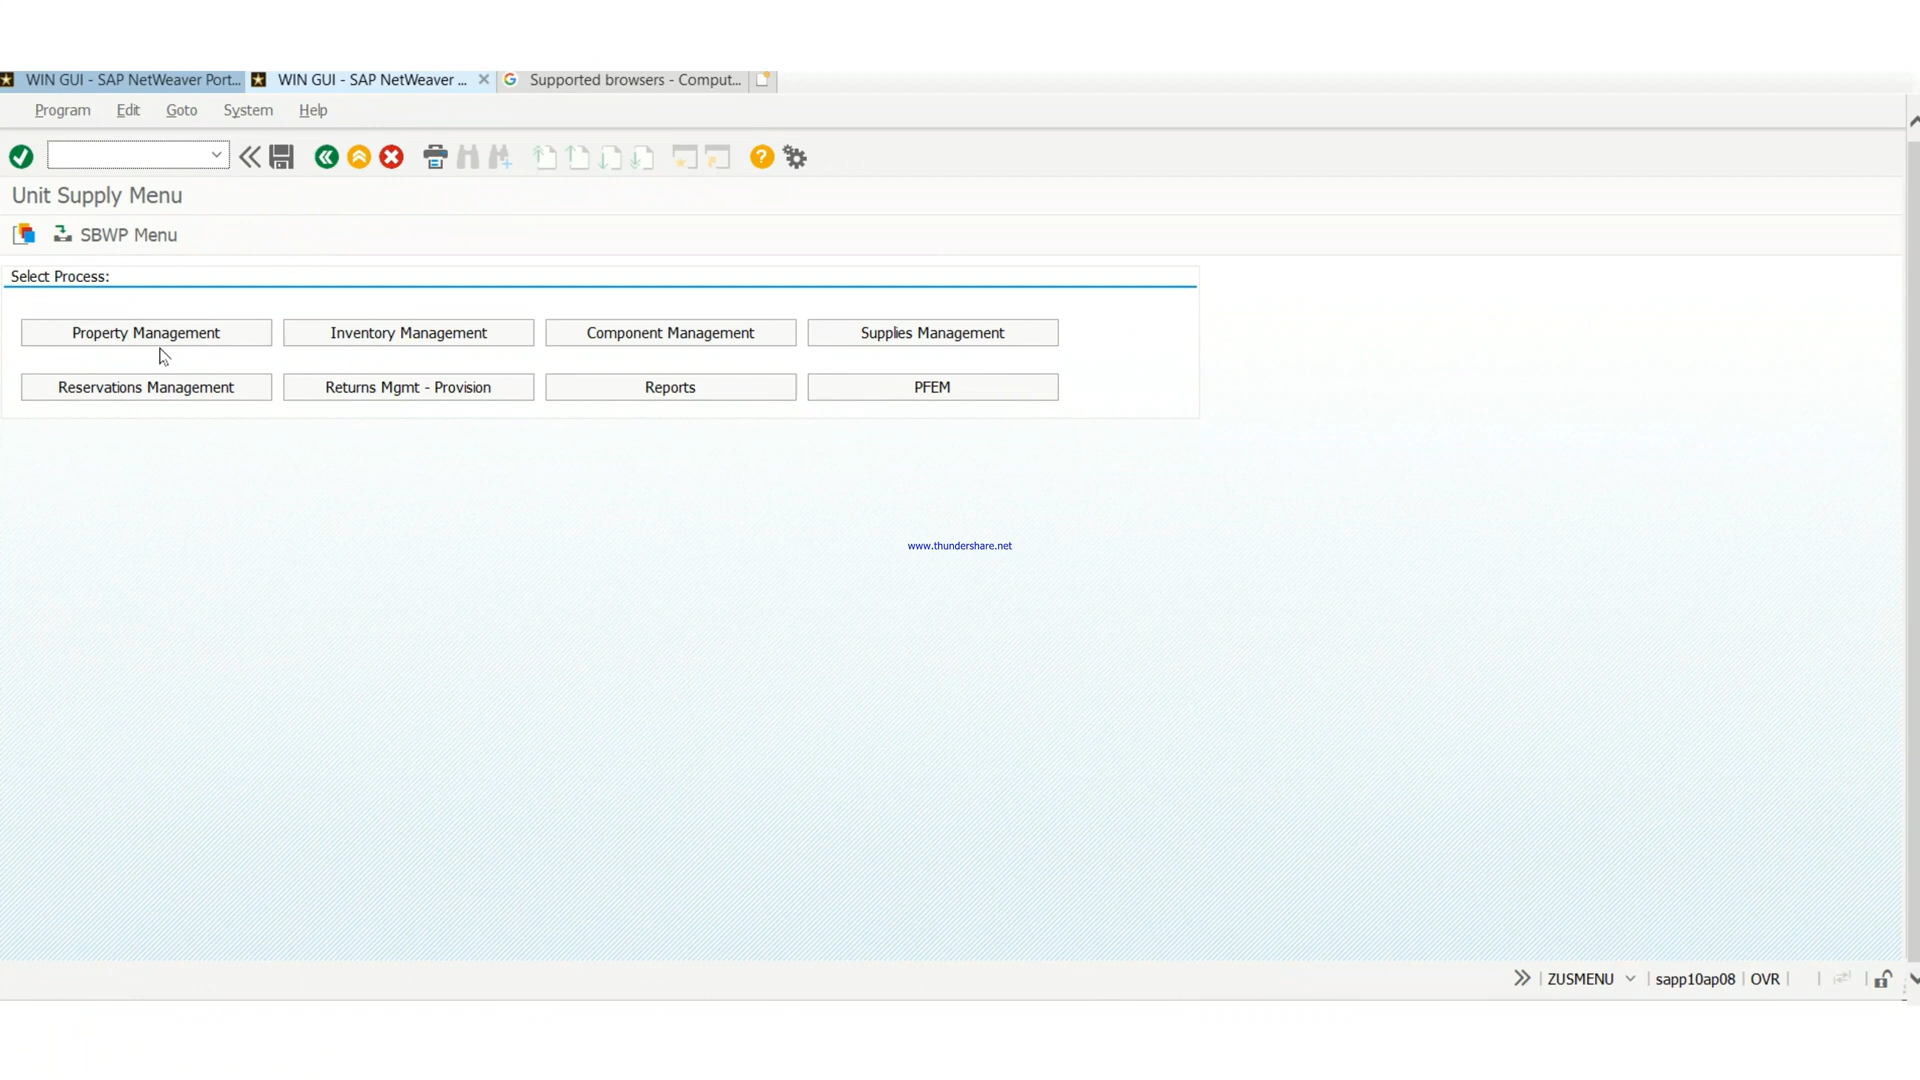 WIN GUI - SAP NetWeaver Port...
WIN GUI - SAP NetWeaver ...
Supported browsers - Comput...
Program Edit Goto System Help
Unit Supply Menu
SBWP Menu
Select Process:
Property Management
Inventory Management
Component Management
Supplies Management
Reservations Management
Returns Mgmt - Provision
Reports
PFEM
www.thundershare.net
ZUSMENU sapp10ap08 OVR